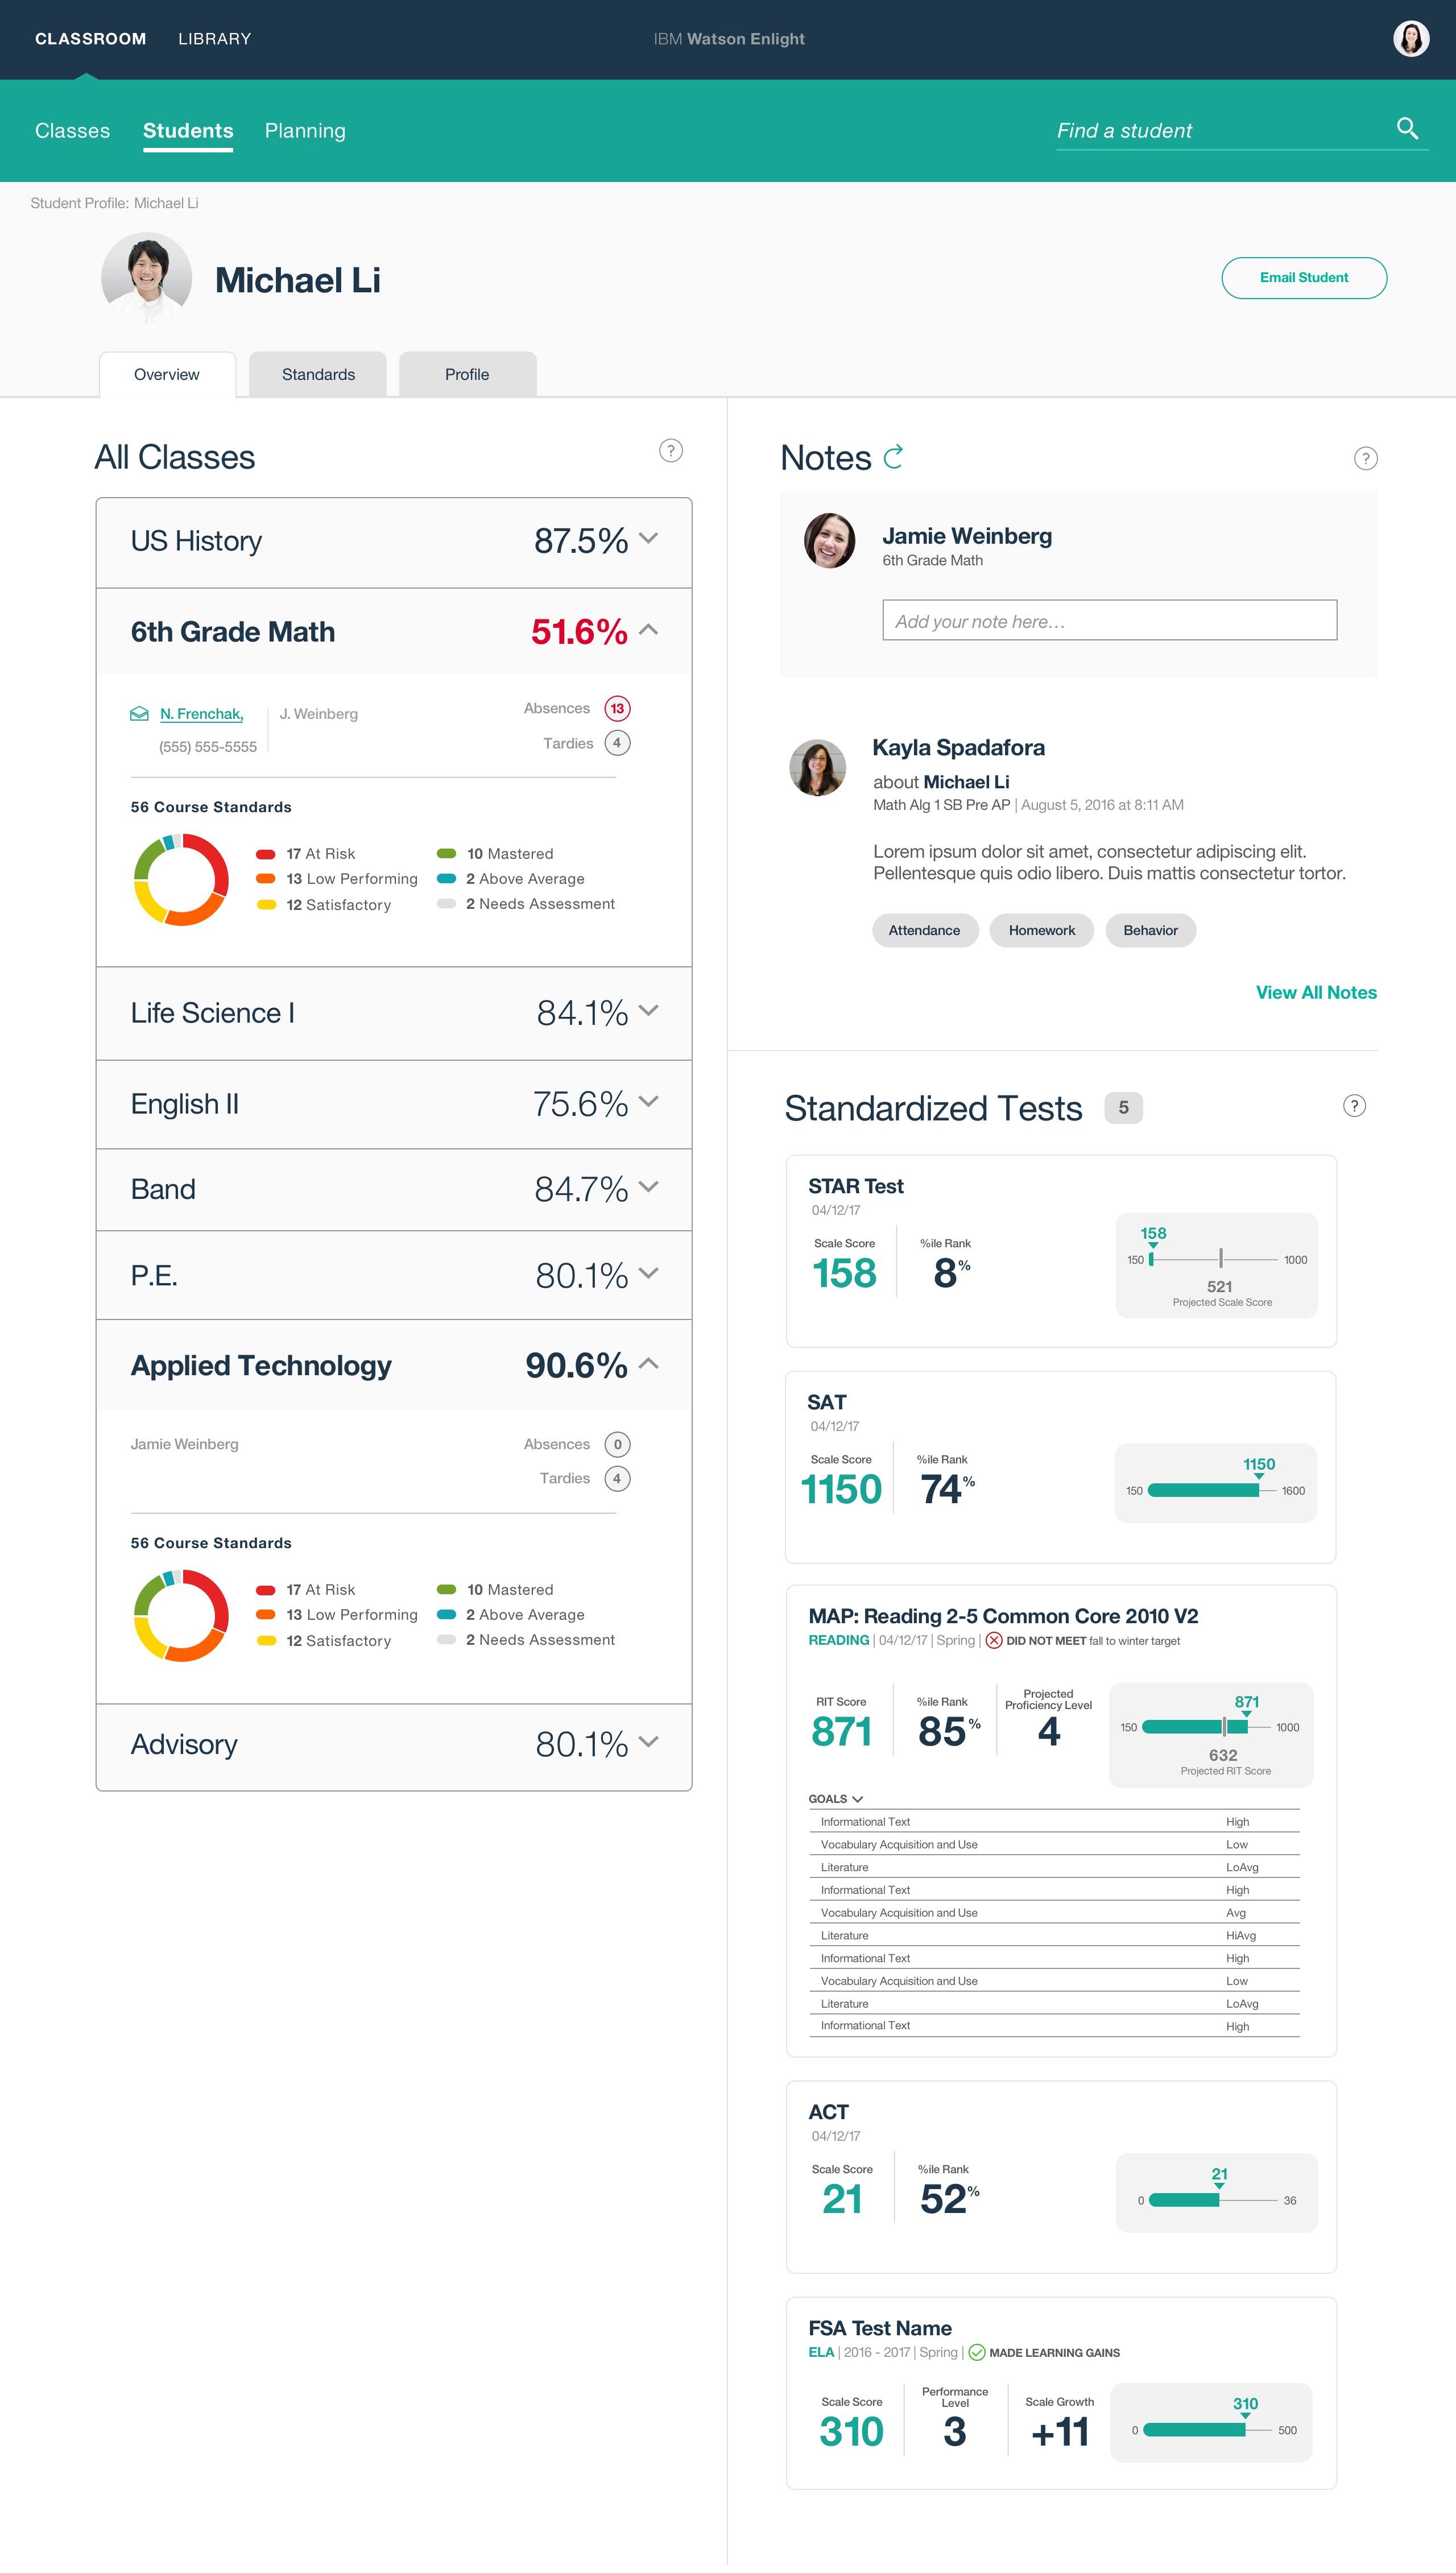 CLASSROOM LIBRARY IBM Watson Enlight
Classes Students Planning Find a student
Student Profile: Michael Li
Michael Li
Email Student
Overview Standards Profile
All Classes ?
US History 87.5%
6th Grade Math 51.6%
N. Frenchak, J. Weinberg Absences 13
(555) 555-5555 Tardies 4
56 Course Standards
17 At Risk 10 Mastered
13 Low Performing 2 Above Average
12 Satisfactory 2 Needs Assessment
Life Science I 84.1%
English II 75.6%
Band 84.7%
P.E. 80.1%
Applied Technology 90.6%
Jamie Weinberg Absences 0
Tardies 4
56 Course Standards
17 At Risk 10 Mastered
13 Low Performing 2 Above Average
12 Satisfactory 2 Needs Assessment
Advisory 80.1%
Notes ?
Jamie Weinberg
6th Grade Math
Add your note here...
Kayla Spadafora
about Michael Li
Math Alg 1 SB Pre AP | August 5, 2016 at 8:11 AM
Lorem ipsum dolor sit amet, consectetur adipiscing elit.
Pellentesque quis odio libero. Duis mattis consectetur tortor.
Attendance Homework Behavior
View All Notes
Standardized Tests 5 ?
STAR Test
04/12/17
Scale Score %ile Rank
158 8%
158
150 1000
521
Projected Scale Score
SAT
04/12/17
Scale Score %ile Rank
1150 74%
1150
150 1600
MAP: Reading 2-5 Common Core 2010 V2
READING | 04/12/17 | Spring | DID NOT MEET fall to winter target
RIT Score %ile Rank Projected
Proficiency Level
871 85% 4
871
150 1000
632
Projected RIT Score
GOALS
Informational Text High
Vocabulary Acquisition and Use Low
Literature LoAvg
Informational Text High
Vocabulary Acquisition and Use Avg
Literature HiAvg
Informational Text High
Vocabulary Acquisition and Use Low
Literature LoAvg
Informational Text High
ACT
04/12/17
Scale Score %ile Rank
21 52%
21
0 36
FSA Test Name
ELA | 2016 - 2017 | Spring | MADE LEARNING GAINS
Scale Score Performance
Level Scale Growth
310 3 +11
310
0 500